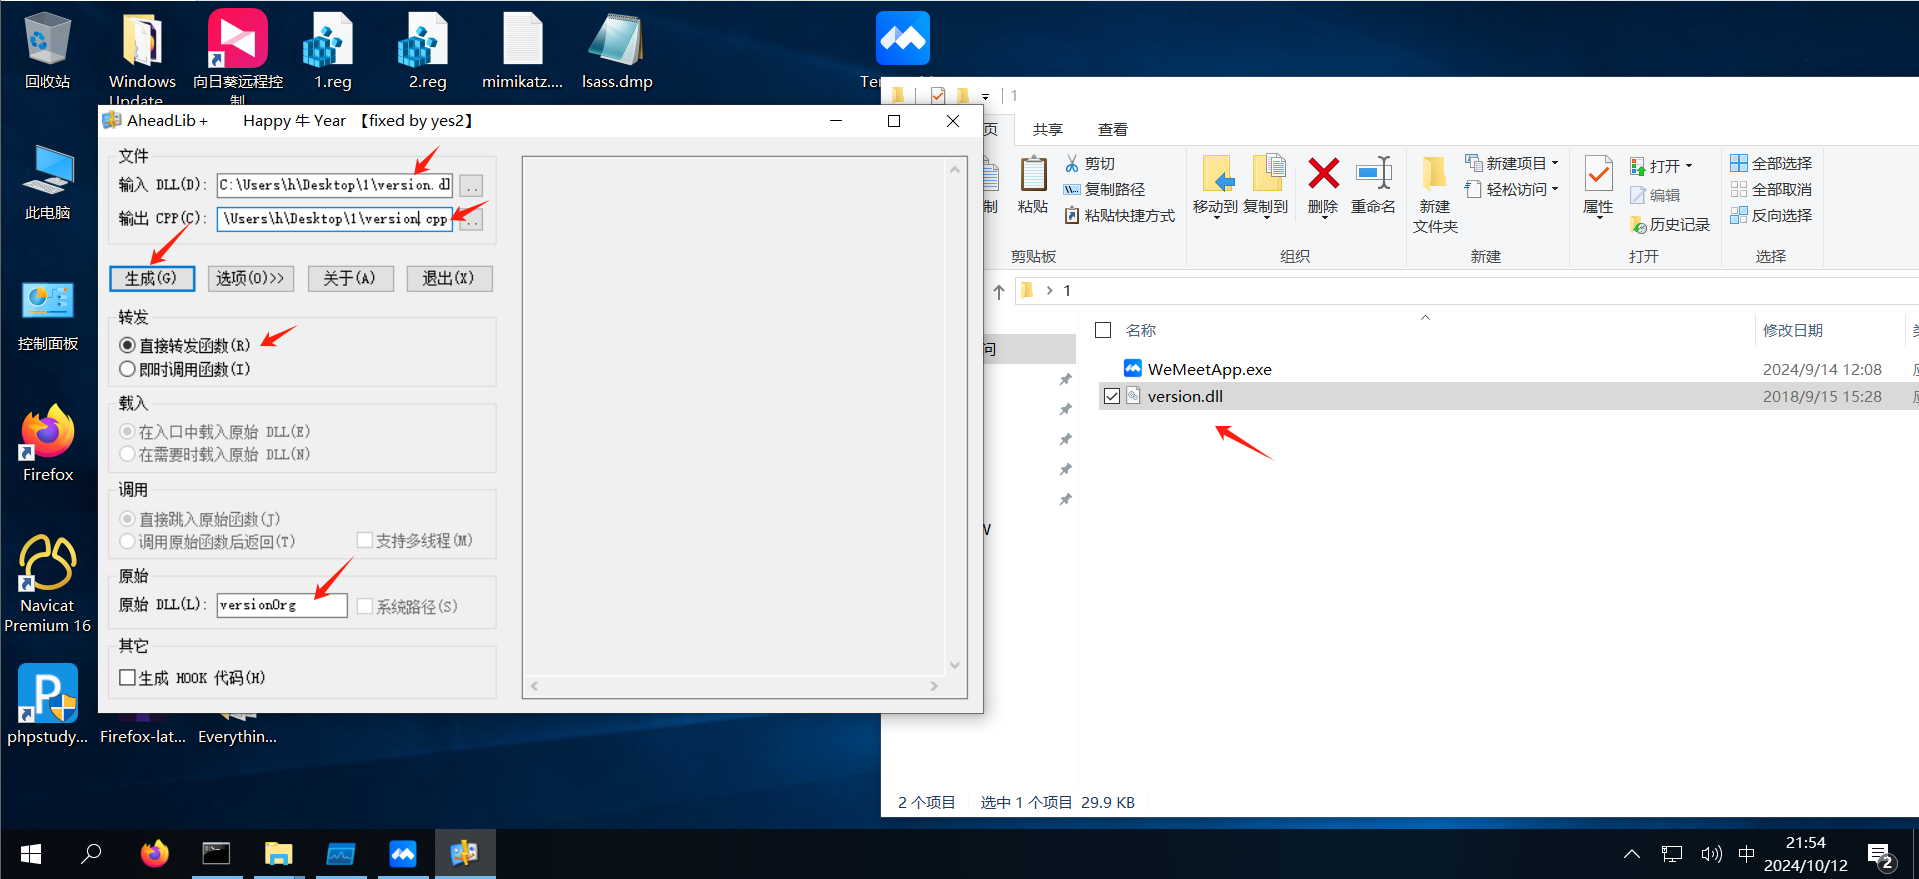 回收站
Windows
Update
向日葵远程控
制
1.reg
2.reg
mimikatz....
lsass.dmp
此电脑
控制面板
Firefox
Navicat
Premium 16
phpstudy...
Firefox-lat...
Everythin...
AheadLib+ Happy 牛 Year 【fixed by yes2】
文件
输入 DLL(D): C:\Users\h\Desktop\1\version.dl ..
输出 CPP(C): \Users\h\Desktop\1\version.cpp ..
生成(G) 选项(O)>> 关于(A) 退出(X)
转发
直接转发函数(R)
即时调用函数(I)
载入
在入口中载入原始 DLL(E)
在需要时载入原始 DLL(N)
调用
直接跳入原始函数(J)
调用原始函数后返回(T) 支持多线程(M)
原始
原始 DLL(L): versionOrg 系统路径(S)
其它
生成 HOOK 代码(H)
1
页 共享 查看
制
粘贴
剪切
复制路径
粘贴快捷方式
剪贴板
移动到 复制到 删除 重命名
组织
新建
文件夹
新建项目
轻松访问
新建
属性
打开
编辑
历史记录
打开
全部选择
全部取消
反向选择
选择
1
名称 修改日期
问
WeMeetApp.exe 2024/9/14 12:08
version.dll 2018/9/15 15:28
2 个项目 选中 1 个项目 29.9 KB
中
21:54
2024/10/12
2